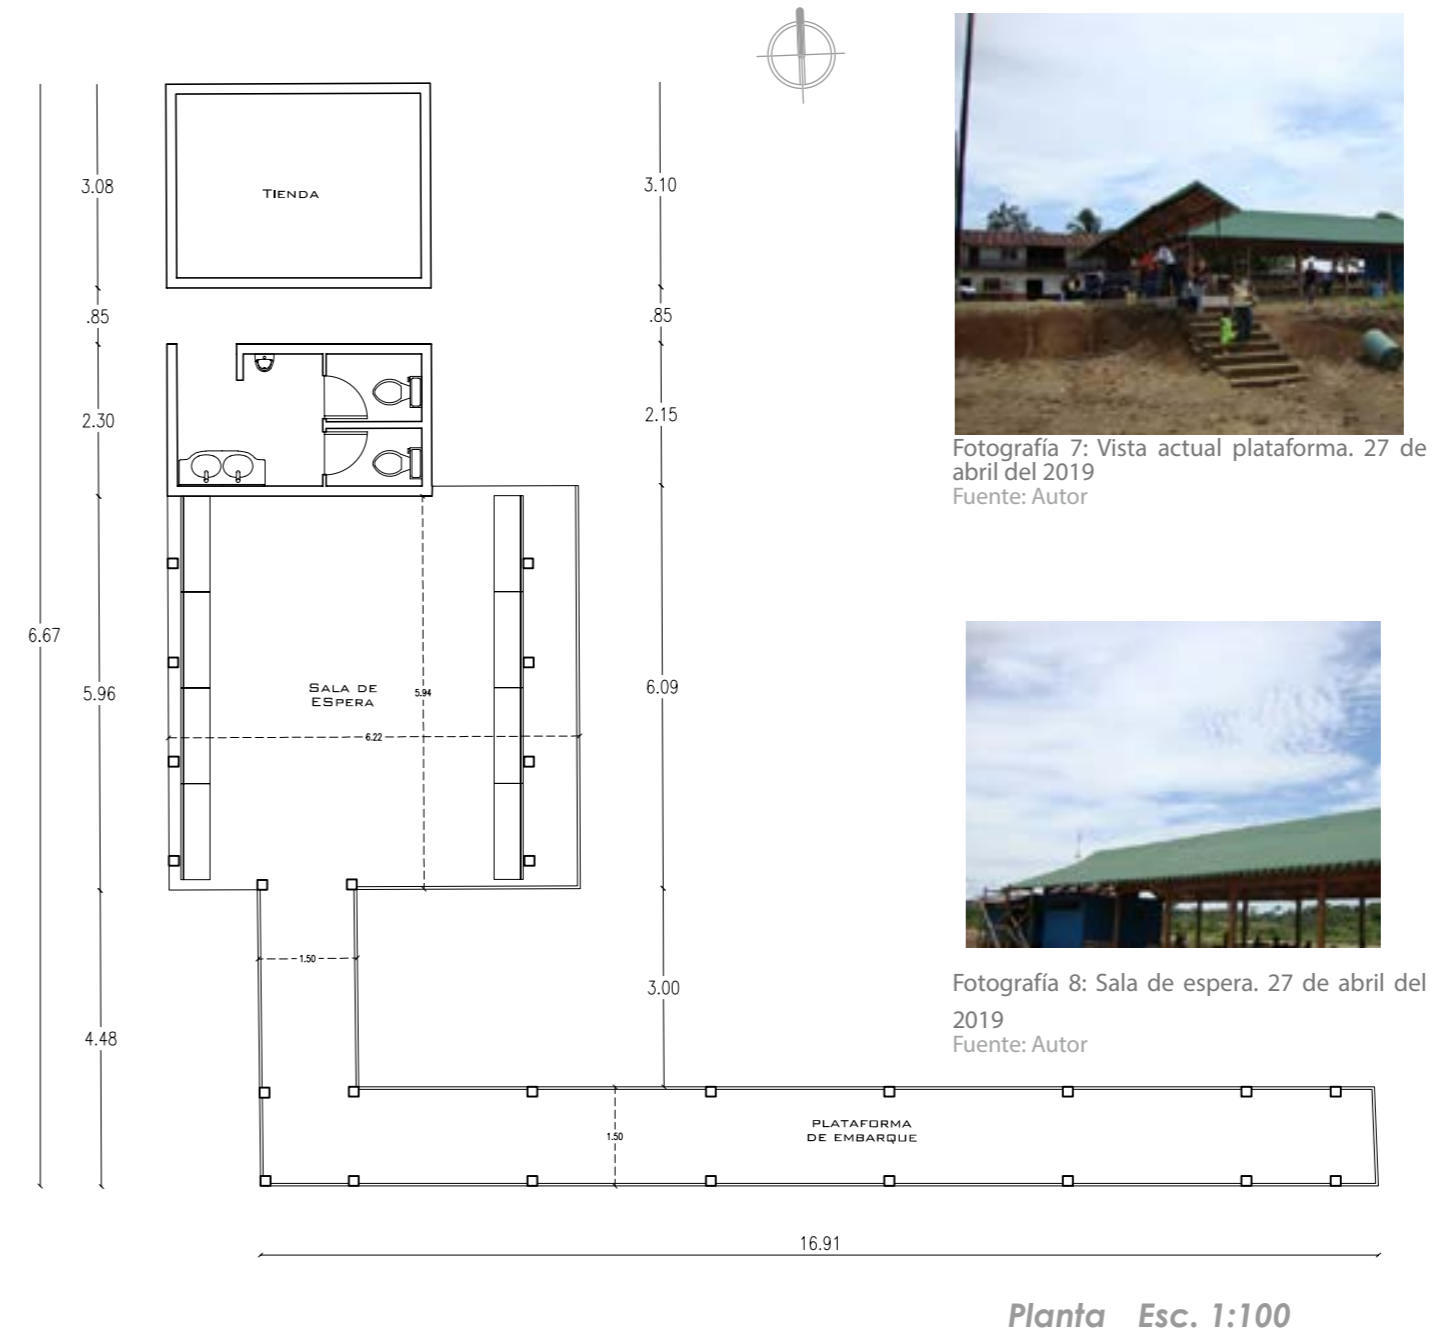 3.08
.85
2.30
6.67
5.96
4.48
TIENDA
SALA DE
ESPERA
5.94
6.22
1.50
3.10
.85
2.15
6.09
3.00
1.50
PLATAFORMA
DE EMBARQUE
16.91
Fotografía 7: Vista actual plataforma. 27 de
abril del 2019
Fuente: Autor
Fotografía 8: Sala de espera. 27 de abril del
2019
Fuente: Autor
Planta Esc. 1:100